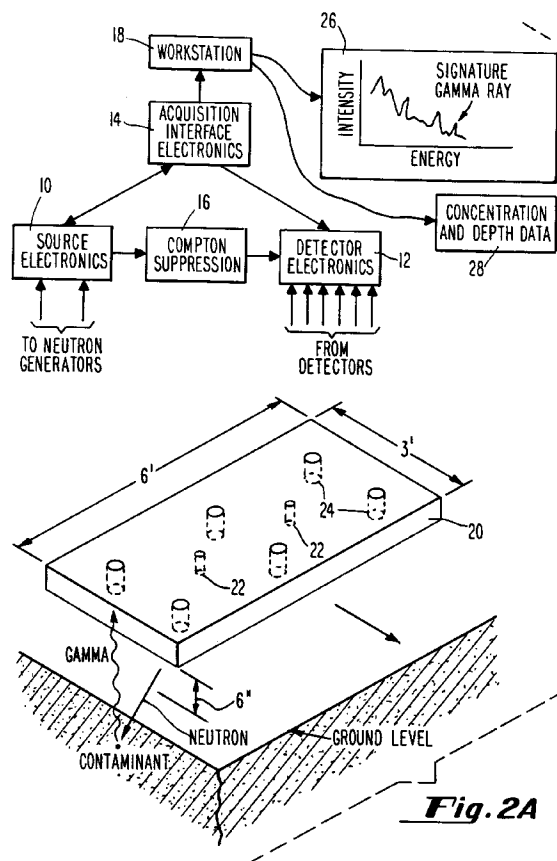 18
WORKSTATION
14
ACQUISITION
INTERFACE
ELECTRONICS
26
INTENSITY
SIGNATURE
GAMMA RAY
ENERGY
10
SOURCE
ELECTRONICS
16
COMPTON
SUPPRESSION
DETECTOR
ELECTRONICS
12
CONCENTRATION
AND DEPTH DATA
28
TO NEUTRON
GENERATORS
FROM
DETECTORS
6'
3'
24
20
22
22
GAMMA
6"
NEUTRON
CONTAMINANT
GROUND LEVEL
Fig. 2A